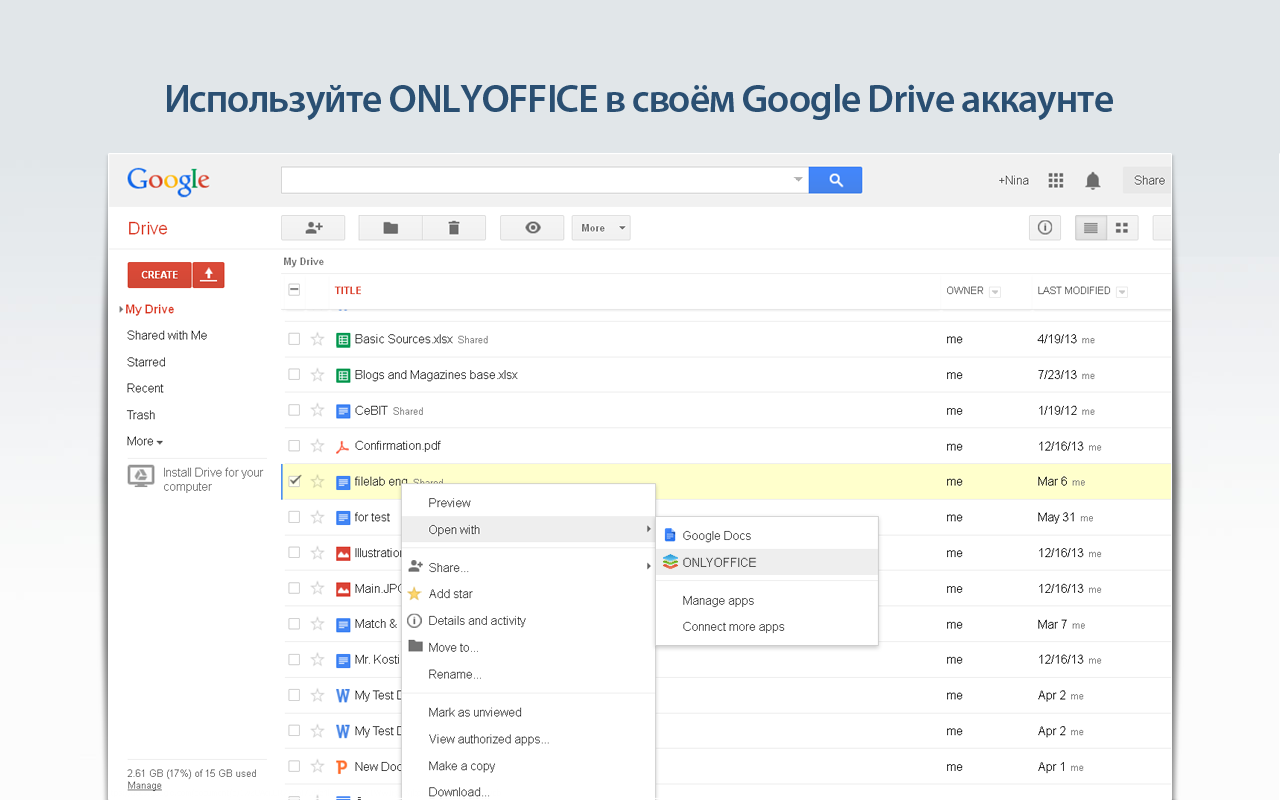 Используйте ONLYOFFICE в своём Google Drive аккаунте
Google
+Nina
Share
Drive
More
My Drive
CREATE
TITLE
OWNER
LAST MODIFIED
My Drive
Shared with Me
Starred
Recent
Trash
More
Install Drive for your
computer
Basic Sources.xlsx Shared me 4/19/13 me
Blogs and Magazines base.xlsx me 7/23/13 me
CeBIT Shared me 1/19/12 me
Confirmation.pdf me 12/16/13 me
filelab eng Shared me Mar 6 me
for test me May 31 me
Illustration me 12/16/13 me
Main.JPG me 12/16/13 me
Match & me Mar 7 me
Mr. Kosti me 12/16/13 me
My Test D me Apr 2 me
My Test D me Apr 2 me
New Doc me Apr 1 me
Preview
Open with
Share...
Add star
Details and activity
Move to...
Rename...
Mark as unviewed
View authorized apps...
Make a copy
Download...
Google Docs
ONLYOFFICE
Manage apps
Connect more apps
2.61 GB (17%) of 15 GB used
Manage